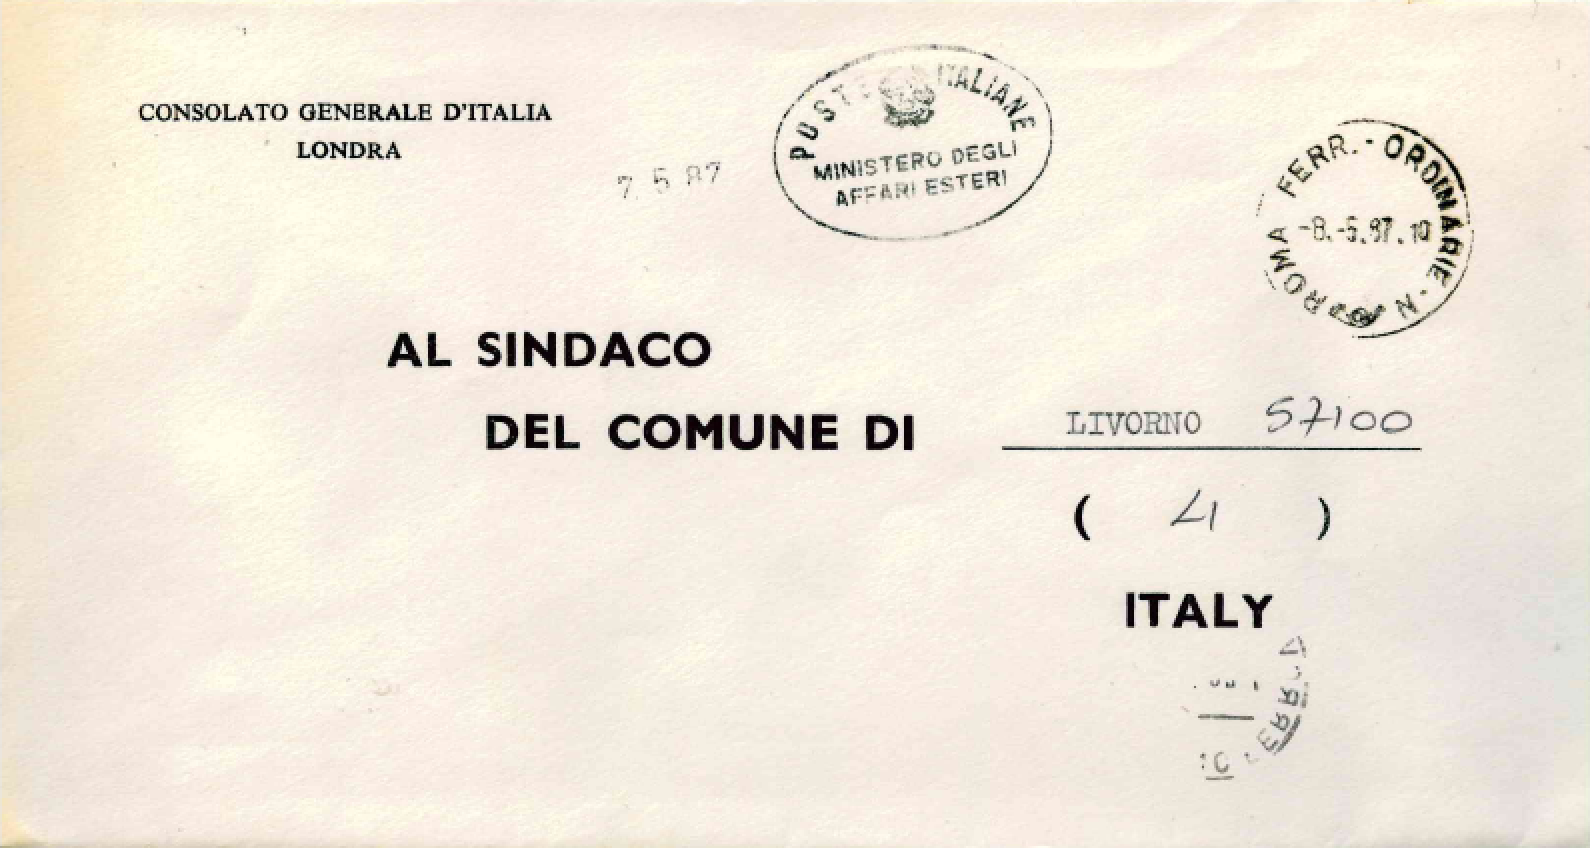 CONSOLATO GENERALE D'ITALIA
LONDRA
7. 5 87
POSTE ITALIANE
MINISTERO DEGLI
AFFARI ESTERI
ROMA FERR. - ORDINARIE - N.
-8.-5.87.10
AL SINDACO
DEL COMUNE DI LIVORNO 57100
( LI )
ITALY